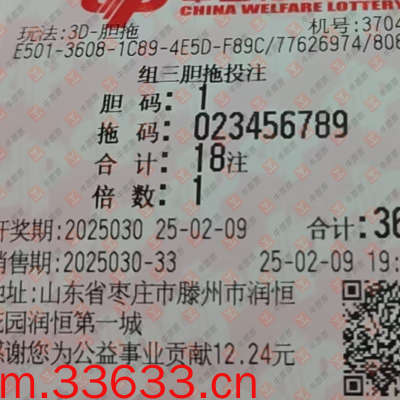 CHINA WELFARE LOTTERY
玩法:3D-胆拖 机号:3704
E501-3608-1C89-4E5D-F89C/77626974/808
组三胆拖投注
胆 码: 1
拖 码: 023456789
合 计: 18注
倍 数: 1
开奖期:2025030 25-02-09 合计:36
销售期:2025030-33 25-02-09 19:
地址:山东省枣庄市滕州市润恒
花园润恒第一城
感谢您为公益事业贡献12.24元
m.33633.cn